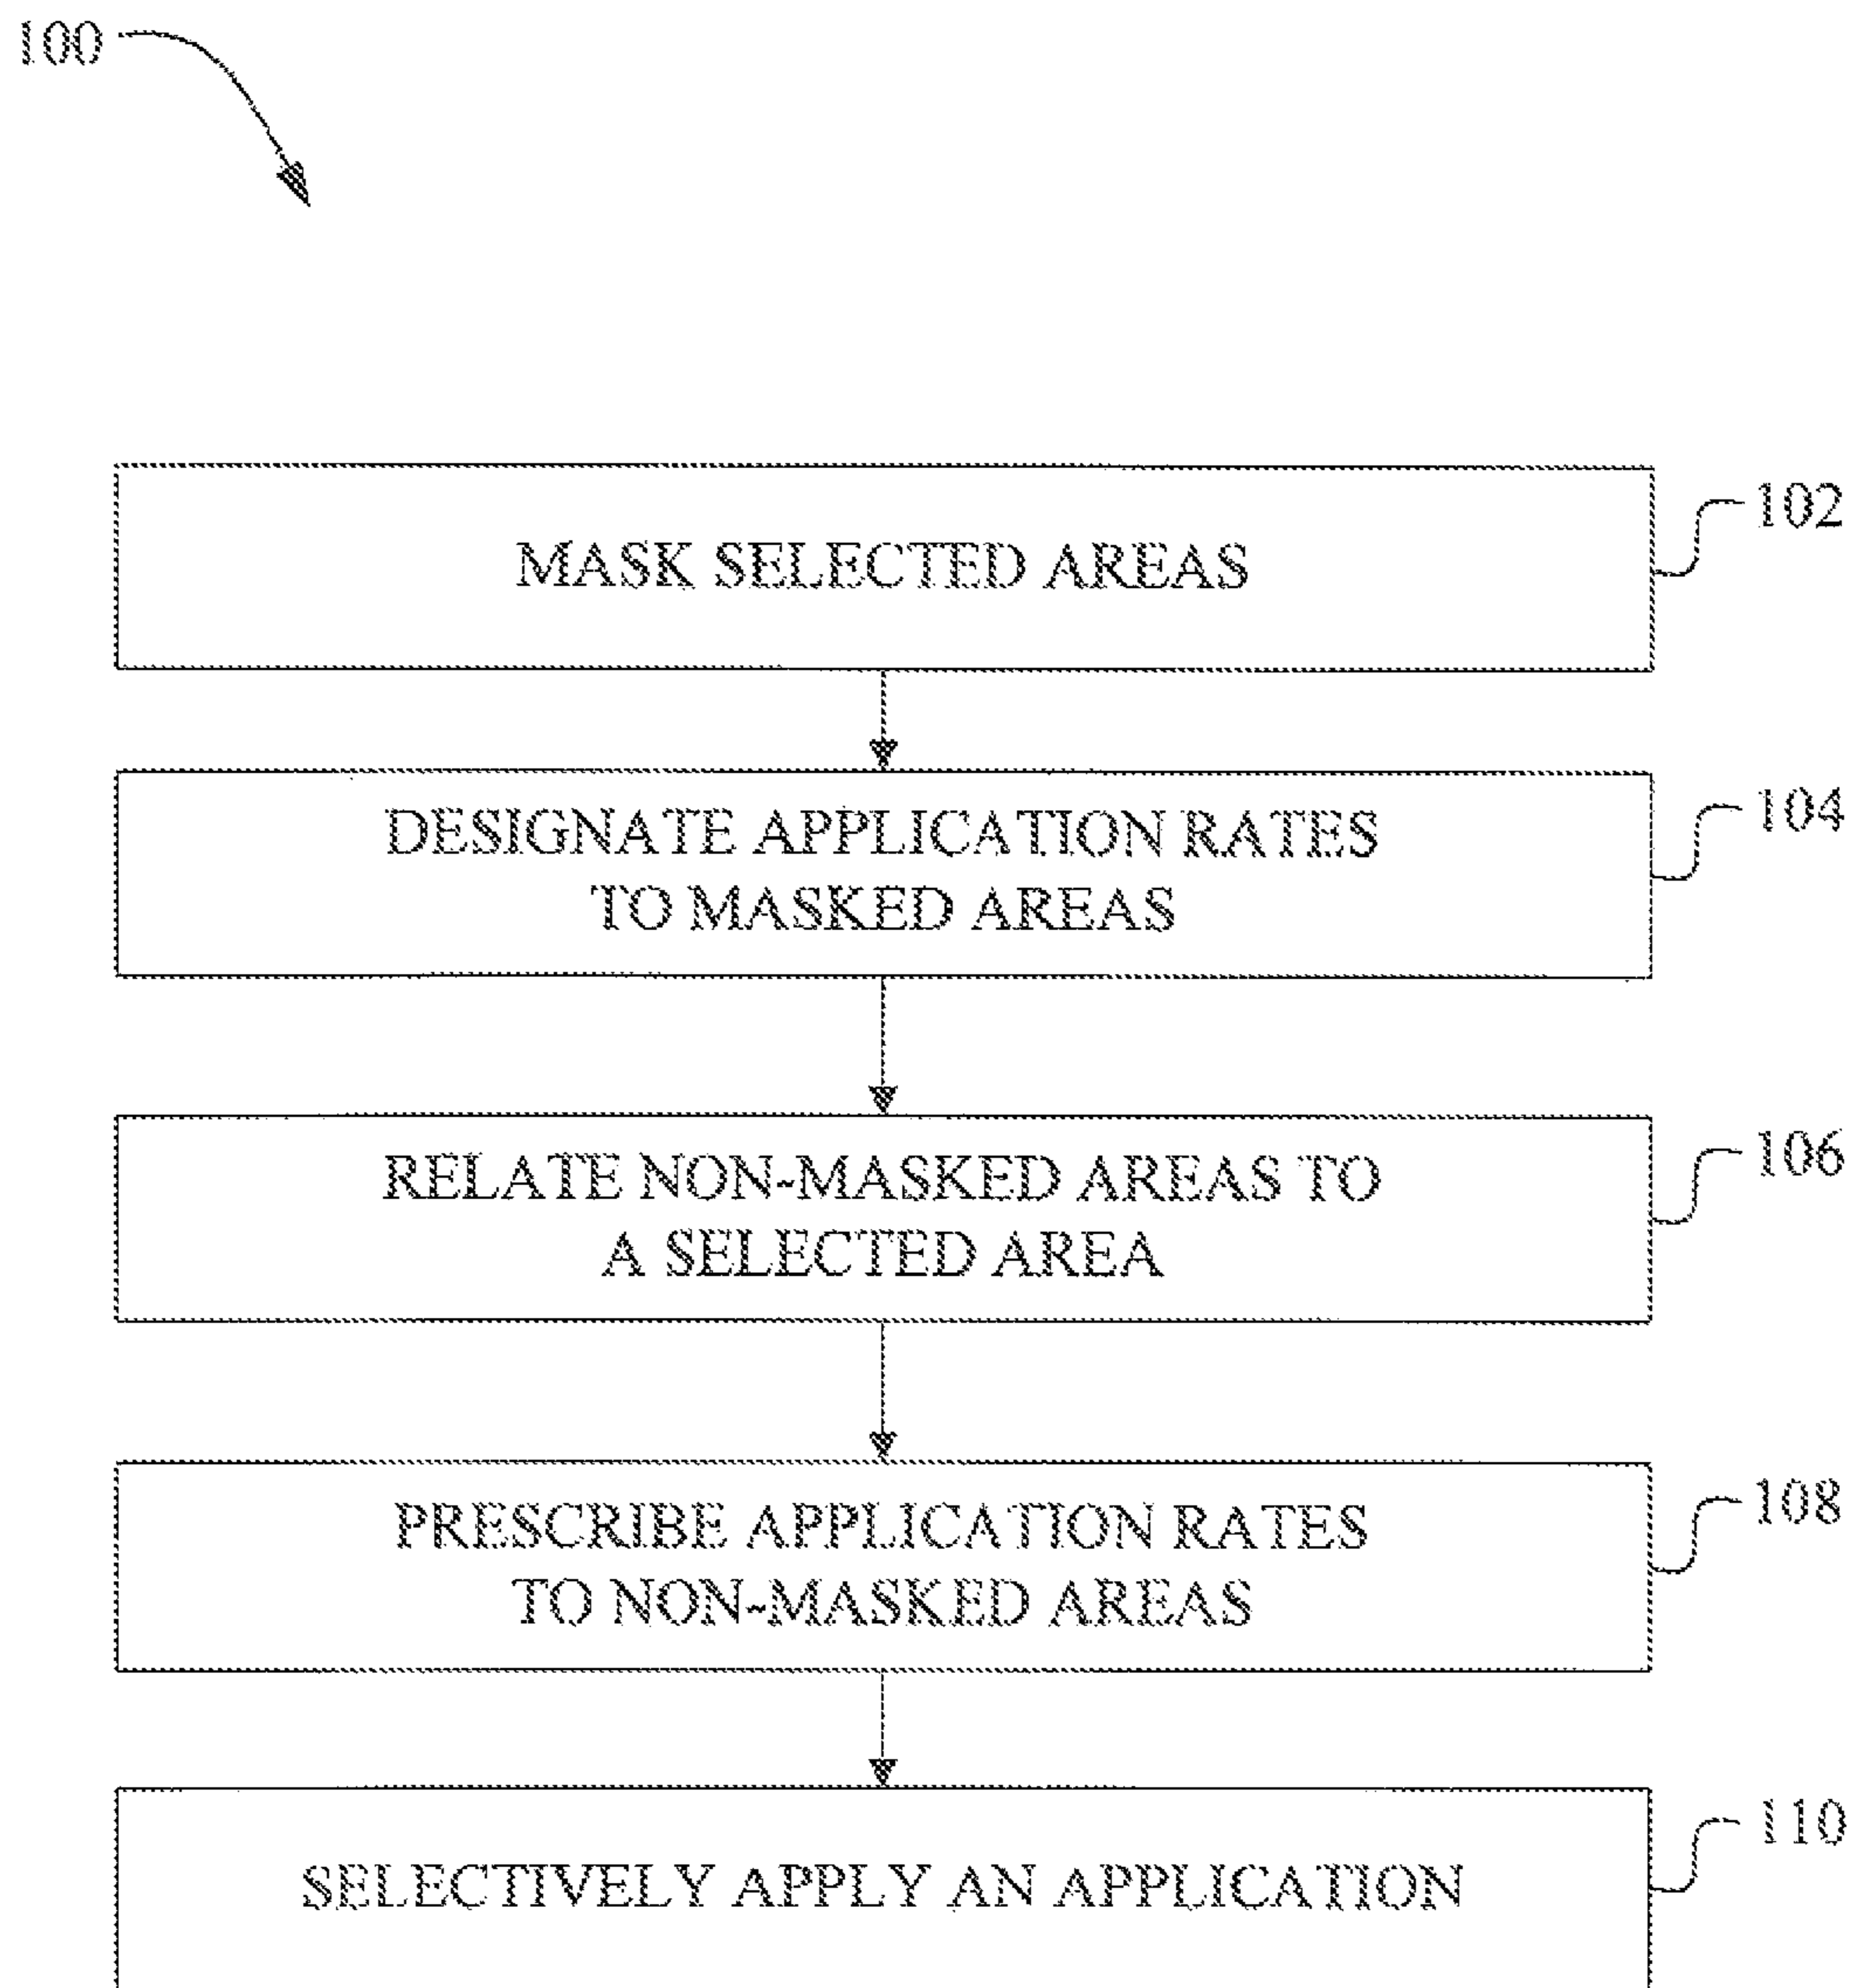 100
MASK SELECTED AREAS
102
DESIGNATE APPLICATION RATES
TO MASKED AREAS
104
RELATE NON-MASKED AREAS TO
A SELECTED AREA
106
PRESCRIBE APPLICATION RATES
TO NON-MASKED AREAS
108
SELECTIVELY APPLY AN APPLICATION
110